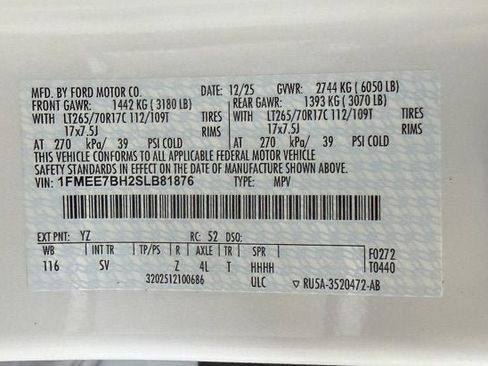 MFD. BY FORD MOTOR CO. DATE: 12/25 GVWR: 2744 KG (6050 LB)
FRONT GAWR: 1442 KG (3180 LB) REAR GAWR: 1393 KG (3070 LB)
WITH LT265/70R17C 112/109T TIRES WITH LT265/70R17C 112/109T TIRES
17x7.5J RIMS 17x7.5J RIMS
AT 270 kPa/ 39 PSI COLD AT 270 kPa/ 39 PSI COLD
THIS VEHICLE CONFORMS TO ALL APPLICABLE FEDERAL MOTOR VEHICLE
SAFETY STANDARDS IN EFFECT ON THE DATE OF MANUFACTURE SHOWN ABOVE.
VIN: 1FMEE7BH2SLB81876 TYPE: MPV
EXT PNT: YZ RC: 52 DSO:
WB INT TR TP/PS R AXLE TR SPR F0272
116 SV Z 4L T HHHH T0440
3202512100686 ULC ▽ RU5A-3520472-AB